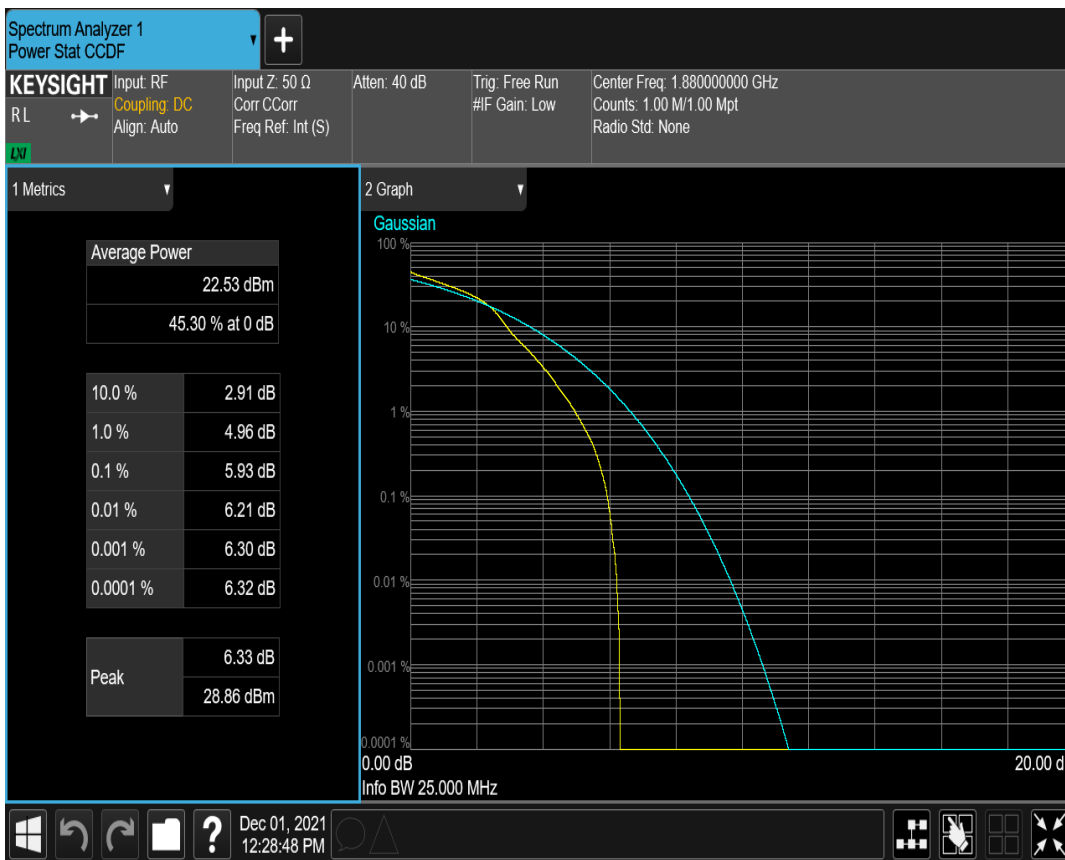 Spectrum Analyzer 1
Power Stat CCDF
+
KEYSIGHT
RL
LXI
Input: RF
Coupling: DC
Align: Auto
Input Z: 50 Ω
Corr CCorr
Freq Ref: Int (S)
Atten: 40 dB
Trig: Free Run
#IF Gain: Low
Center Freq: 1.880000000 GHz
Counts: 1.00 M/1.00 Mpt
Radio Std: None
1 Metrics
Average Power
22.53 dBm
45.30 % at 0 dB
10.0 % 2.91 dB
1.0 % 4.96 dB
0.1 % 5.93 dB
0.01 % 6.21 dB
0.001 % 6.30 dB
0.0001 % 6.32 dB
Peak
6.33 dB
28.86 dBm
2 Graph
Gaussian
100 %
10 %
1 %
0.1 %
0.01 %
0.001 %
0.0001 %
0.00 dB 20.00 d
Info BW 25.000 MHz
?
Dec 01, 2021
12:28:48 PM